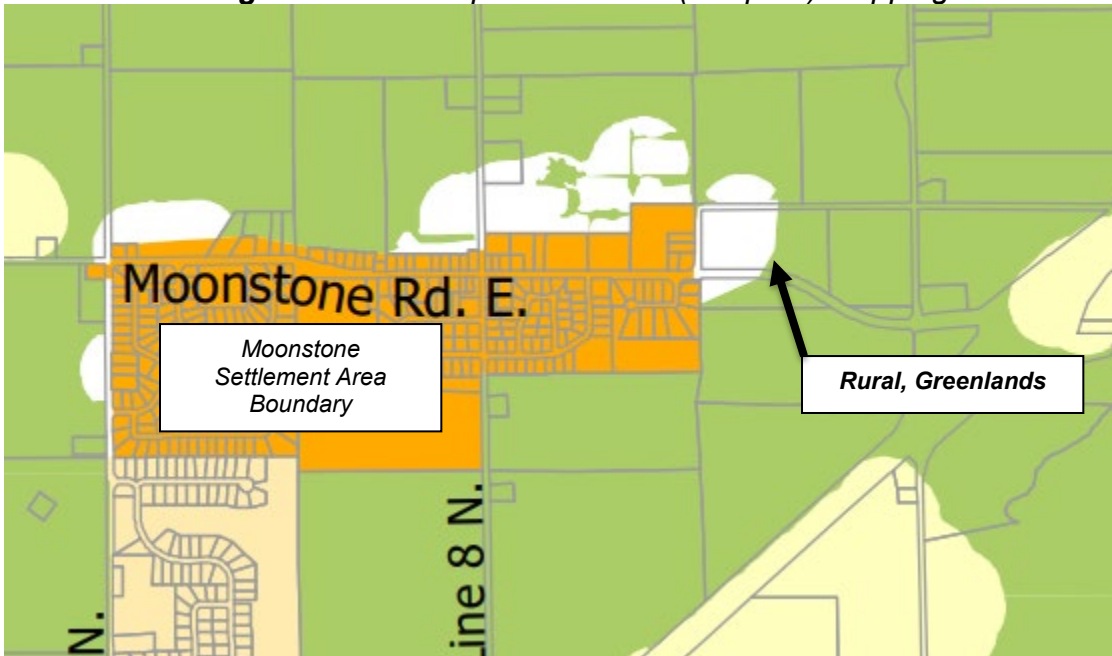 Moonstone Rd. E.
Moonstone
Settlement Area
Boundary
Rural, Greenlands
Line 8 N.
N.